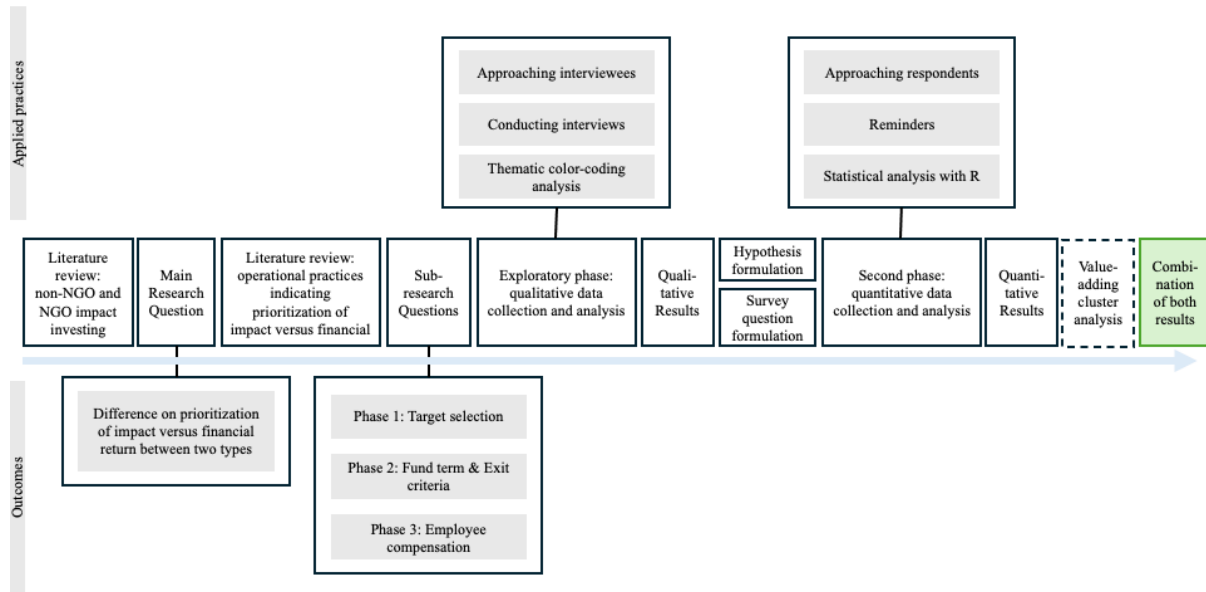 Applied practices
Approaching interviewees
Conducting interviews
Thematic color-coding
analysis
Approaching respondents
Reminders
Statistical analysis with R
Literature
review:
non-NGO and
NGO impact
investing
Main
Research
Question
Literature review:
operational practices
indicating
prioritization of
impact versus financial
Sub-
research
Questions
Exploratory phase:
qualitative data
collection and analysis
Quali-
tative
Results
Hypothesis
formulation
Survey
question
formulation
Second phase:
quantitative data
collection and analysis
Quanti-
tative
Results
Value-
adding
cluster
analysis
Combi-
nation
of both
results
Outcomes
Difference on prioritization
of impact versus financial
return between two types
Phase 1: Target selection
Phase 2: Fund term & Exit
criteria
Phase 3: Employee
compensation